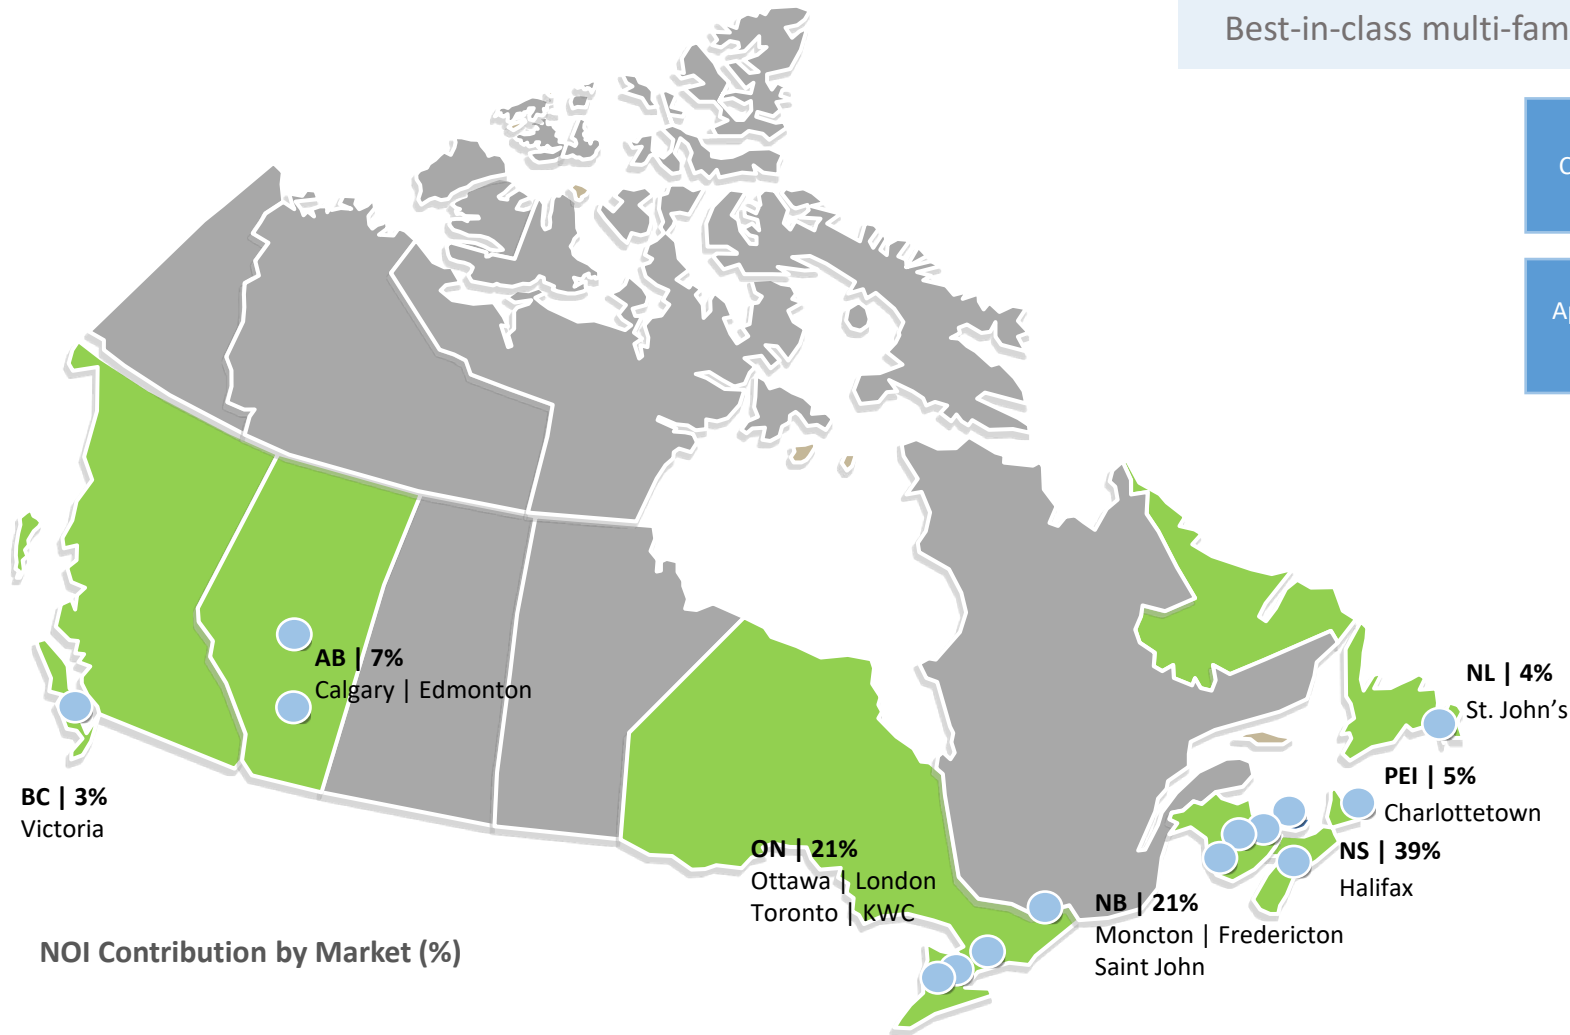 Best-in-class multi-fam
AB | 7%
Calgary | Edmonton
NL | 4%
St. John’s
BC | 3%
Victoria
PEI | 5%
Charlottetown
ON | 21%
Ottawa | London
Toronto | KWC
NS | 39%
Halifax
NB | 21%
Moncton | Fredericton
Saint John
NOI Contribution by Market (%)